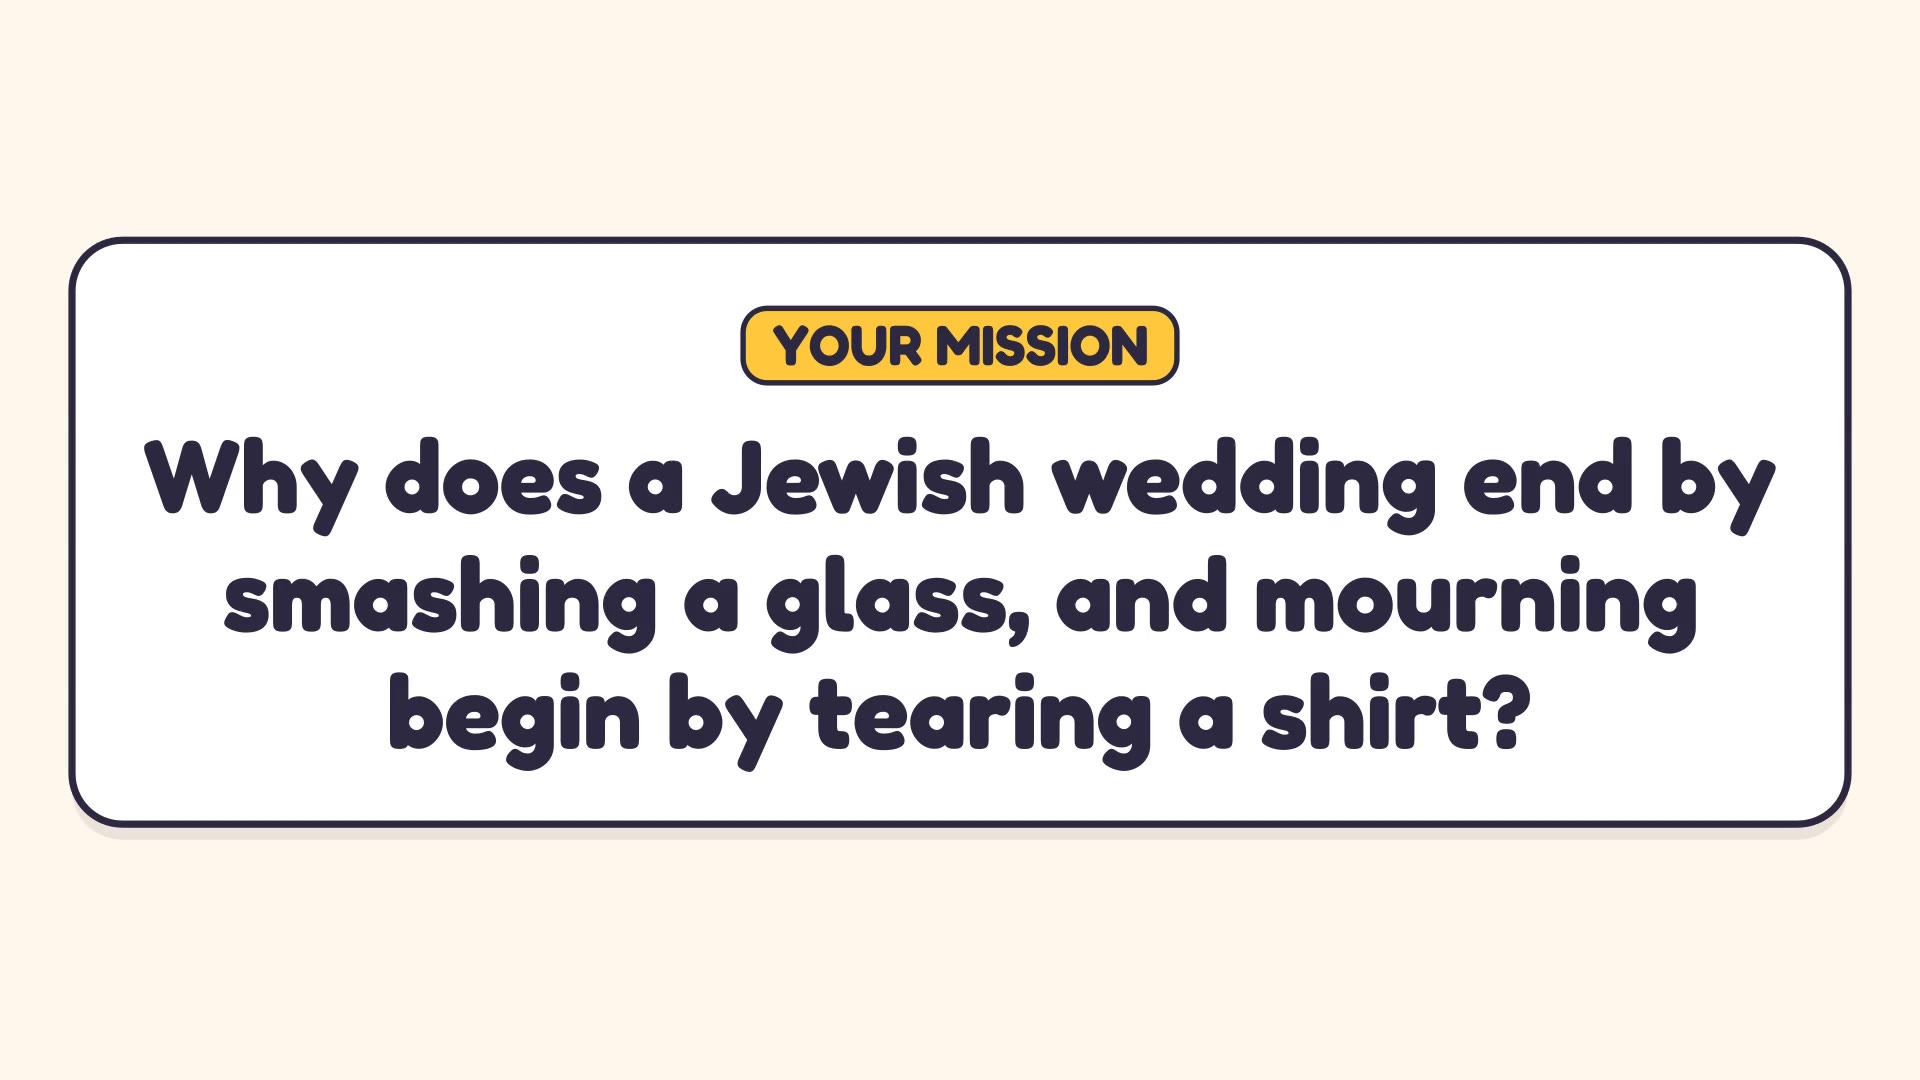 YOUR MISSION
Why does a Jewish wedding end by
smashing a glass, and mourning
begin by tearing a shirt?